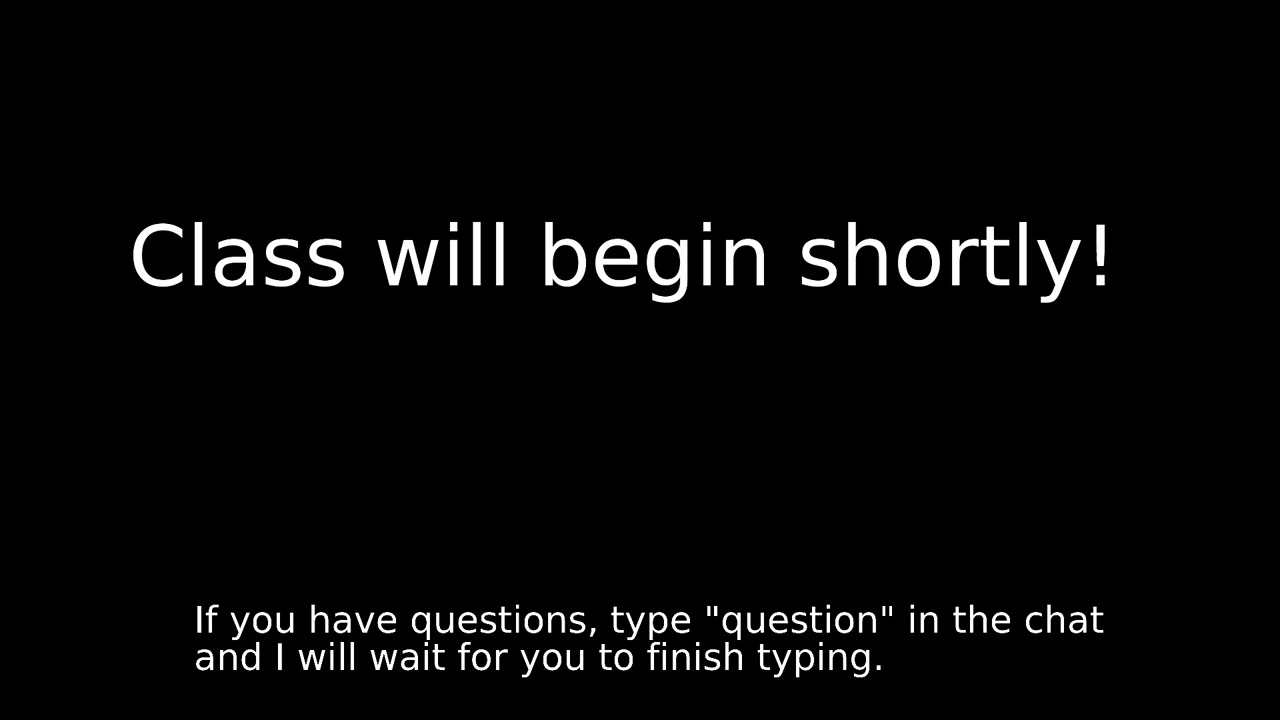 Class will begin shortly!
If you have questions, type "question" in the chat
and I will wait for you to finish typing.